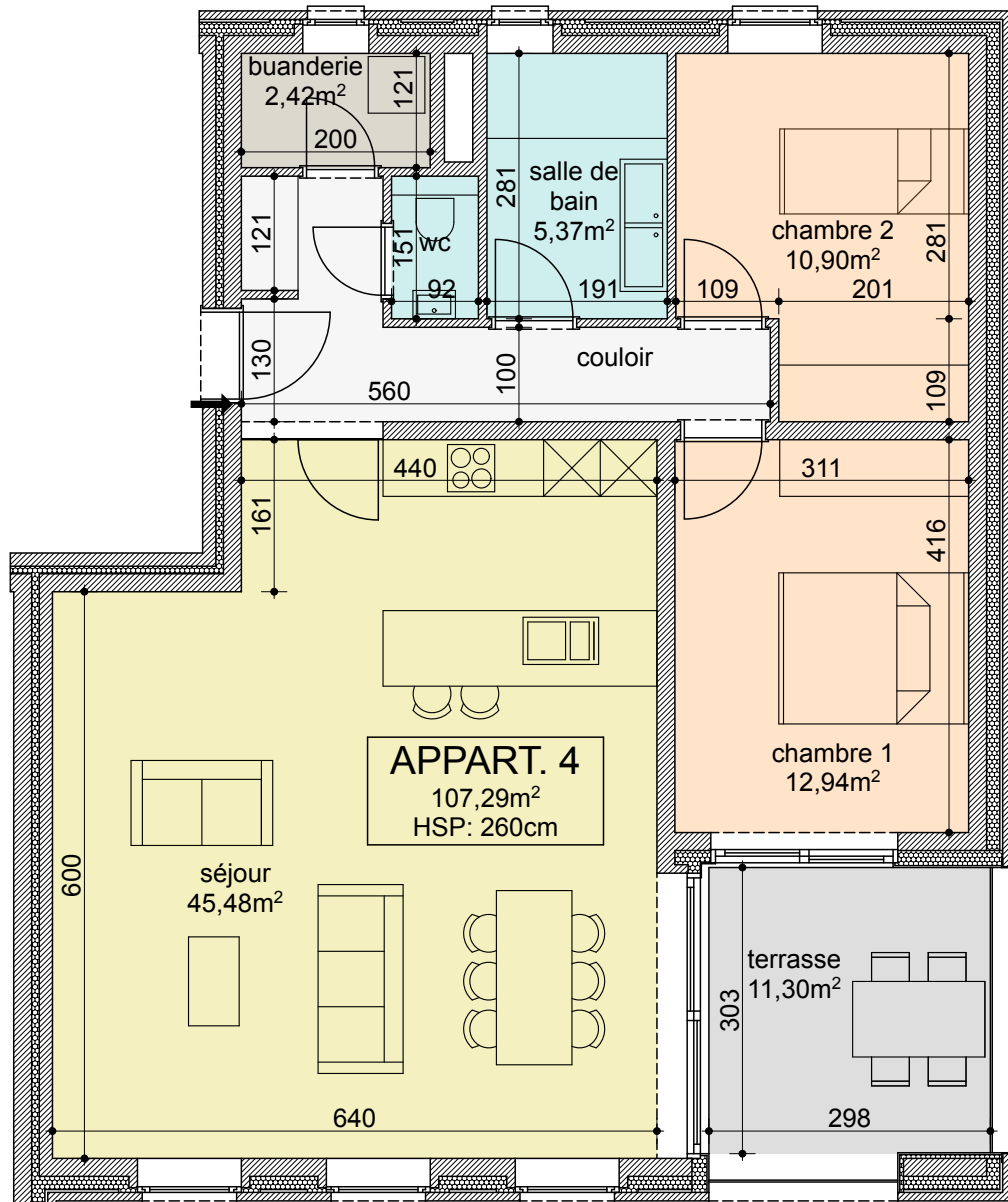 buanderie
2,42m²
121
200
121
151
wc
92
281
salle de
bain
5,37m²
191
109
chambre 2
10,90m²
281
201
109
130
560
100
couloir
440
161
311
416
chambre 1
12,94m²
APPART. 4
107,29m²
HSP: 260cm
600
séjour
45,48m²
640
terrasse
11,30m²
303
298